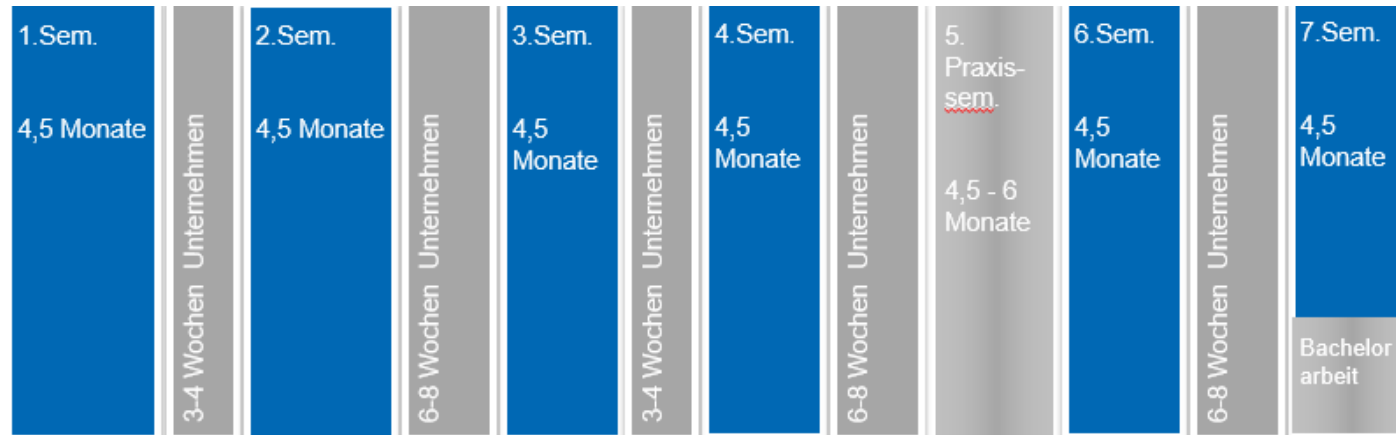 1.Sem.
4,5 Monate
3-4 Wochen Unternehmen
2.Sem.
4,5 Monate
6-8 Wochen Unternehmen
3.Sem.
4,5
Monate
3-4 Wochen Unternehmen
4.Sem.
4,5
Monate
6-8 Wochen Unternehmen
5.
Praxis-
sem.
4,5 - 6
Monate
6.Sem.
4,5
Monate
6-8 Wochen Unternehmen
7.Sem.
4,5
Monate
Bachelor
arbeit